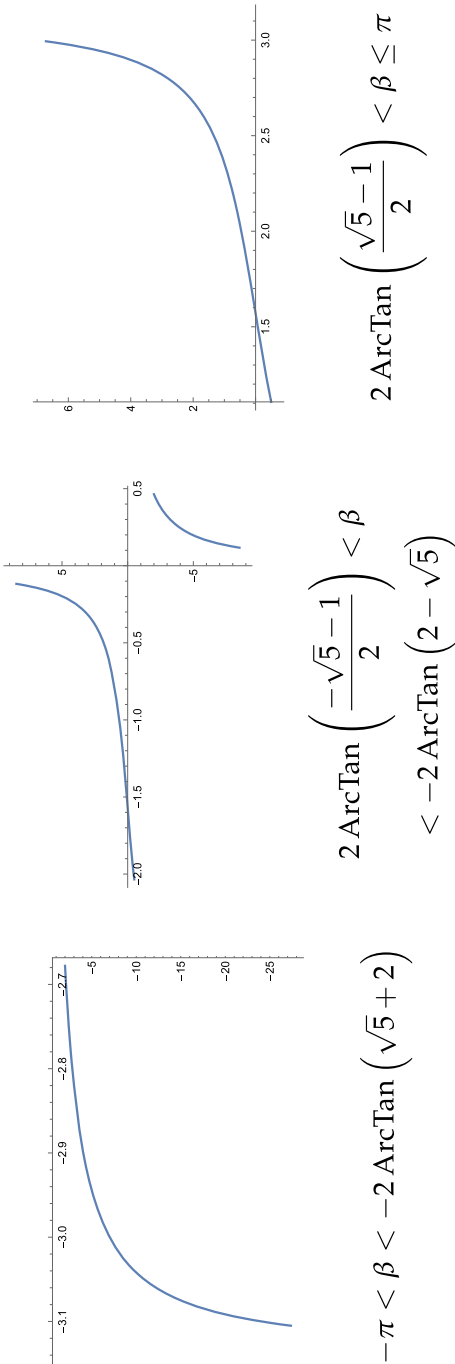 −3.1 −3.0 −2.9 −2.8 −2.7
−5
−10
−15
−20
−25
−π < β < −2 ArcTan (√5 + 2)
5
−2.0 −1.5 −1.0 −0.5 0.5
−5
2 ArcTan ((−√5 − 1)/2) < β
< −2 ArcTan (2 − √5)
6
4
2
1.5 2.0 2.5 3.0
2 ArcTan ((√5 − 1)/2) < β ≤ π